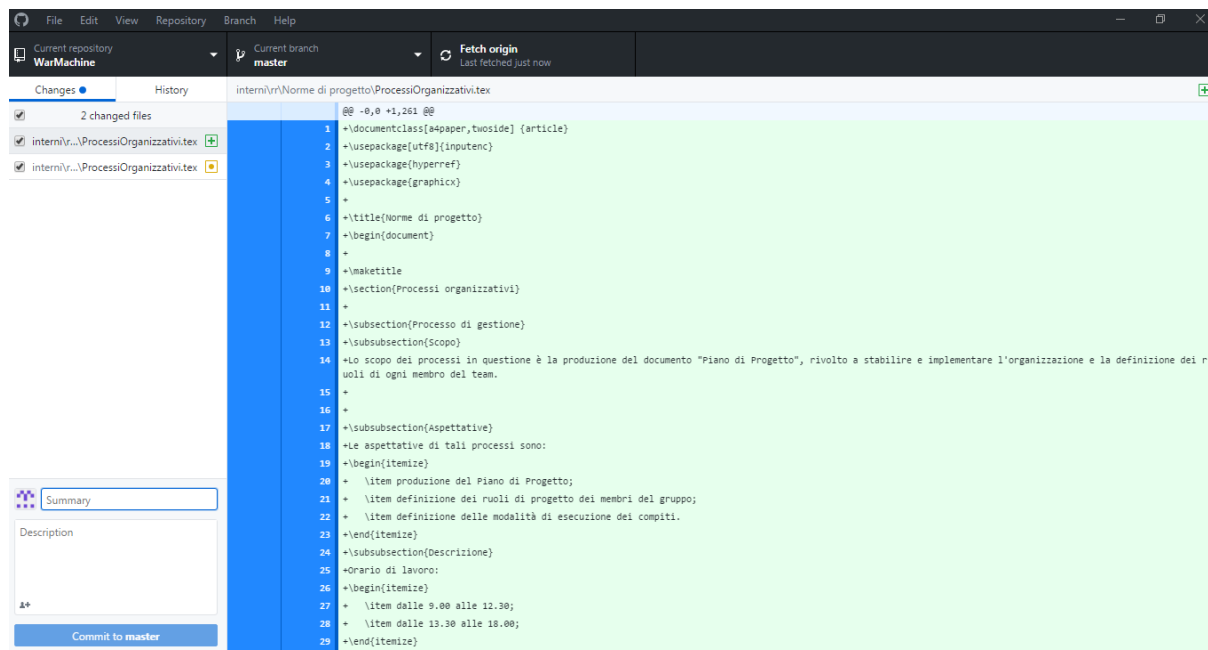 File Edit View Repository Branch Help
Current repository
WarMachine
Current branch
master
Fetch origin
Last fetched just now
Changes History
2 changed files
interni\r...\ProcessiOrganizzativi.tex
interni\r...\ProcessiOrganizzativi.tex
Summary
Description
Commit to master
interni\rr\Norme di progetto\ProcessiOrganizzativi.tex
@@ -0,0 +1,261 @@
1 +\documentclass[a4paper,twoside] {article}
2 +\usepackage[utf8]{inputenc}
3 +\usepackage{hyperref}
4 +\usepackage{graphicx}
5 +
6 +\title{Norme di progetto}
7 +\begin{document}
8 +
9 +\maketitle
10 +\section{Processi organizzativi}
11 +
12 +\subsection{Processo di gestione}
13 +\subsubsection{Scopo}
14 +Lo scopo dei processi in questione è la produzione del documento "Piano di Progetto", rivolto a stabilire e implementare l'organizzazione e la definizione dei r
uoli di ogni membro del team.
15 +
16 +
17 +\subsubsection{Aspettative}
18 +Le aspettative di tali processi sono:
19 +\begin{itemize}
20 + \item produzione del Piano di Progetto;
21 + \item definizione dei ruoli di progetto dei membri del gruppo;
22 + \item definizione delle modalità di esecuzione dei compiti.
23 +\end{itemize}
24 +\subsubsection{Descrizione}
25 +Orario di lavoro:
26 +\begin{itemize}
27 + \item dalle 9.00 alle 12.30;
28 + \item dalle 13.30 alle 18.00;
29 +\end{itemize}